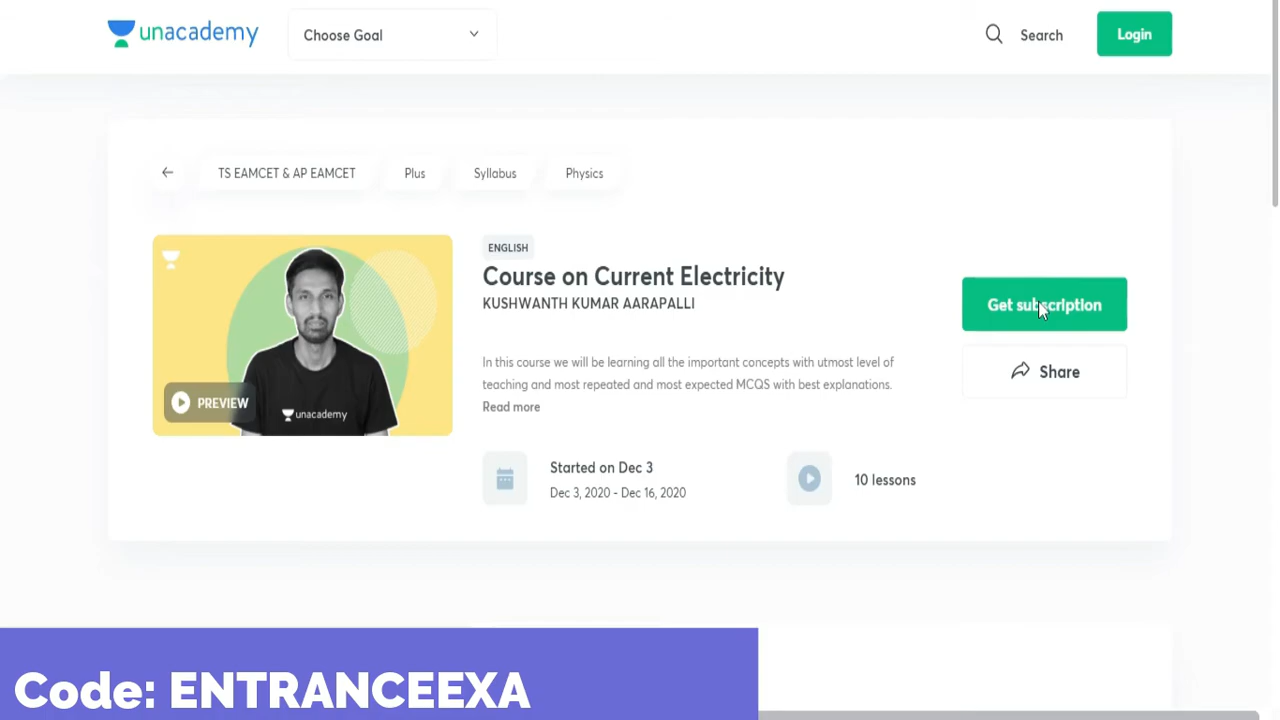 unacademy
Choose Goal
Search
Login
TS EAMCET & AP EAMCET
Plus
Syllabus
Physics
ENGLISH
Course on Current Electricity
KUSHWANTH KUMAR AARAPALLI
In this course we will be learning all the important concepts with utmost level of
teaching and most repeated and most expected MCQS with best explanations.
Read more
Get subscription
Share
PREVIEW
unacademy
Started on Dec 3
Dec 3, 2020 - Dec 16, 2020
10 lessons
Code: ENTRANCEEXA